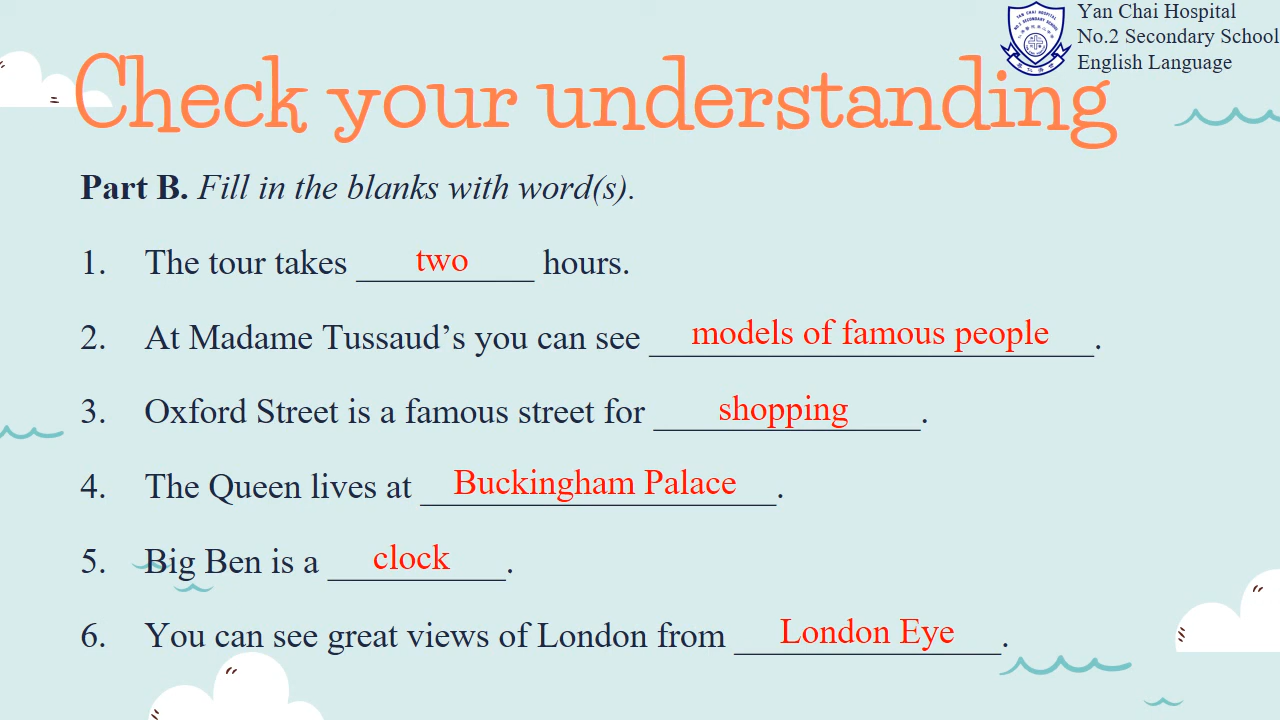 Yan Chai Hospital
No.2 Secondary School
English Language
Check your understanding
Part B. Fill in the blanks with word(s).
1. The tour takes two hours.
2. At Madame Tussaud’s you can see models of famous people.
3. Oxford Street is a famous street for shopping.
4. The Queen lives at Buckingham Palace.
5. Big Ben is a clock.
6. You can see great views of London from London Eye.